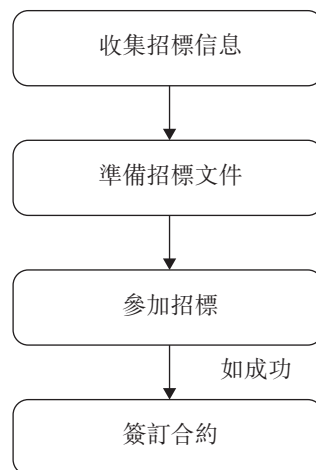 收集招標信息
準備招標文件
參加招標
如成功
簽訂合約